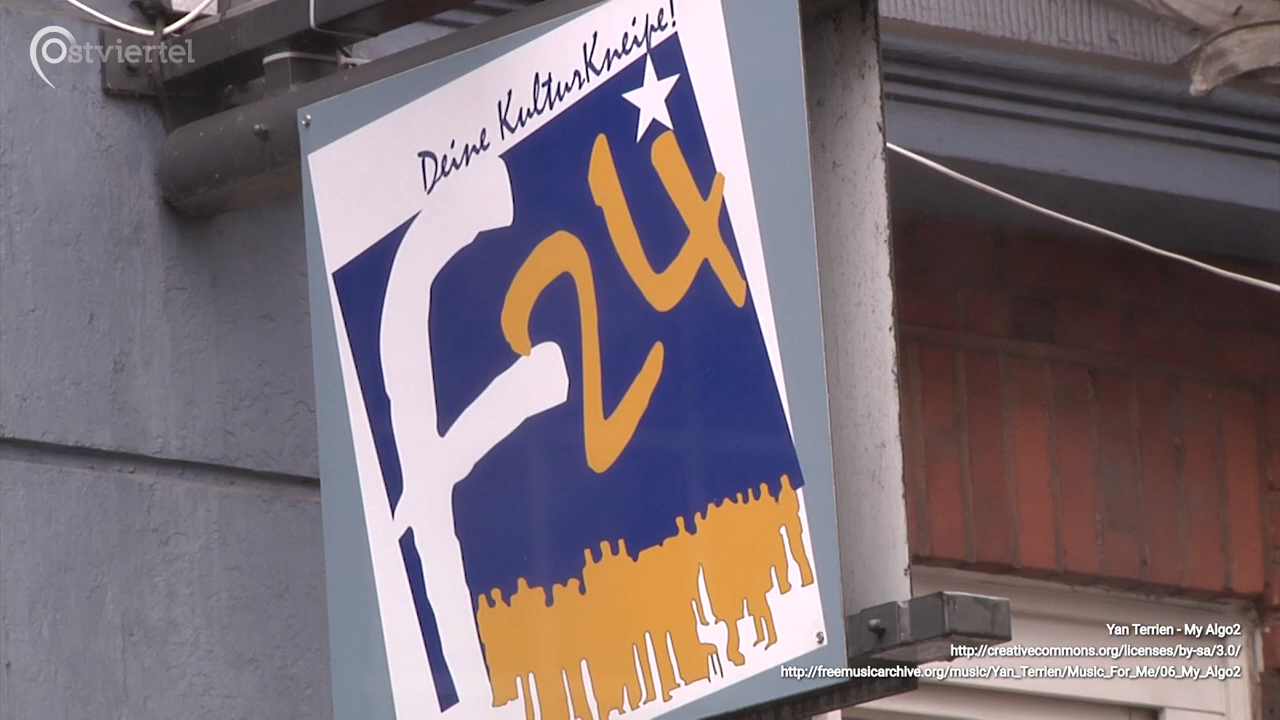 Ostviertel
Deine KulturKneipe!
F24
Yan Terrien - My Algo2
http://creativecommons.org/licenses/by-sa/3.0/
http://freemusicarchive.org/music/Yan_Terrien/Music_For_Me/06_My_Algo2